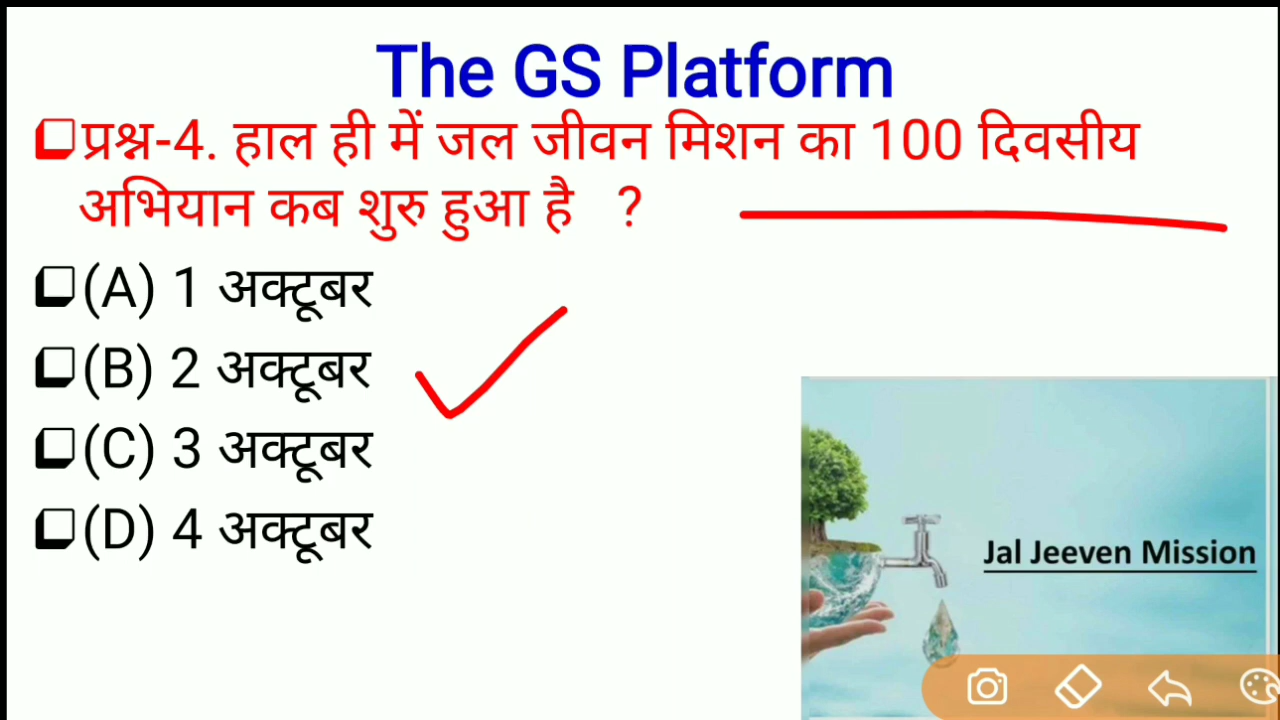 The GS Platform
प्रश्न-4. हाल ही में जल जीवन मिशन का 100 दिवसीय
अभियान कब शुरु हुआ है ?
(A) 1 अक्टूबर
(B) 2 अक्टूबर
(C) 3 अक्टूबर
(D) 4 अक्टूबर
Jal Jeeven Mission